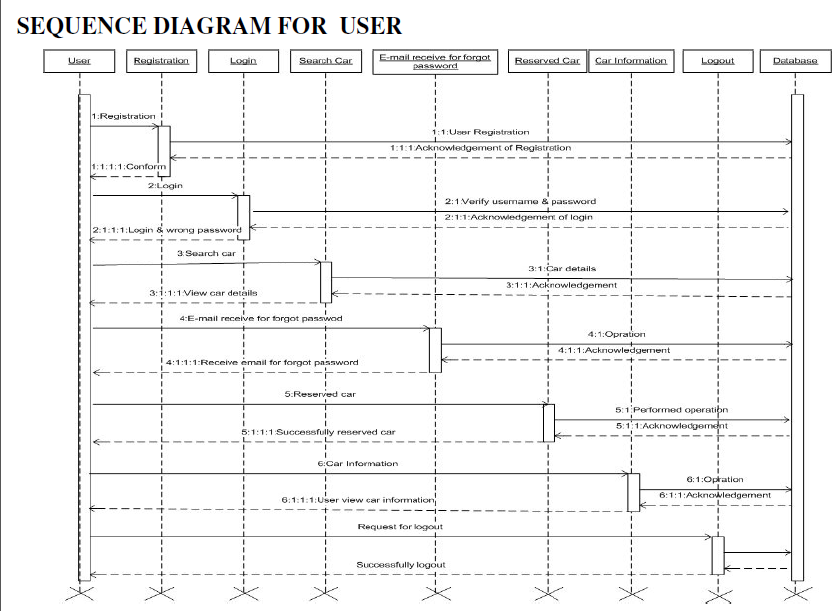 SEQUENCE DIAGRAM FOR USER
User
Registration
Login
Search Car
E-mail receive for forgot
password
Reserved Car
Car Information
Logout
Database
1:Registration
1:1:User Registration
1:1:1:Acknowledgement of Registration
1:1:1:1:Conform
2:Login
2:1:Verify username & password
2:1:1:Acknowledgement of login
2:1:1:1:Login & wrong password
3:Search car
3:1:Car details
3:1:1:Acknowledgement
3:1:1:1:View car details
4:E-mail receive for forgot passwod
4:1:Opration
4:1:1:Acknowledgement
4:1:1:1:Receive email for forgot password
5:Reserved car
5:1:Performed operation
5:1:1:Acknowledgement
5:1:1:1:Successfully reserved car
6:Car Information
6:1:Opration
6:1:1:Acknowledgement
6:1:1:1:User view car information
Request for logout
Successfully logout